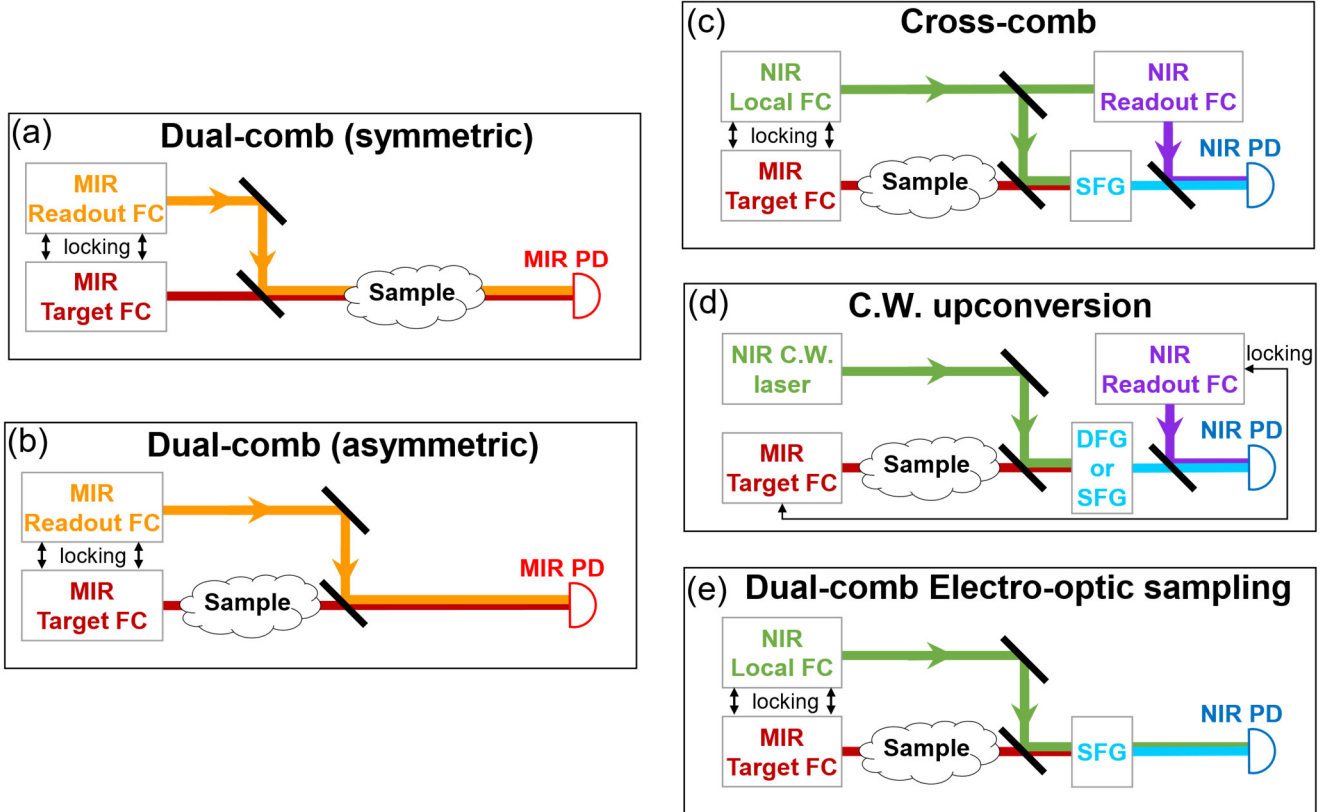 (a)
Dual-comb (symmetric)
MIR
Readout FC
locking
MIR
Target FC
Sample
MIR PD
(b)
Dual-comb (asymmetric)
MIR
Readout FC
locking
MIR
Target FC
Sample
MIR PD
(c)
Cross-comb
NIR
Local FC
NIR
Readout FC
locking
MIR
Target FC
Sample
SFG
NIR PD
(d)
C.W. upconversion
NIR C.W.
laser
NIR
Readout FC
locking
MIR
Target FC
Sample
DFG
or
SFG
NIR PD
(e)
Dual-comb Electro-optic sampling
NIR
Local FC
locking
MIR
Target FC
Sample
SFG
NIR PD